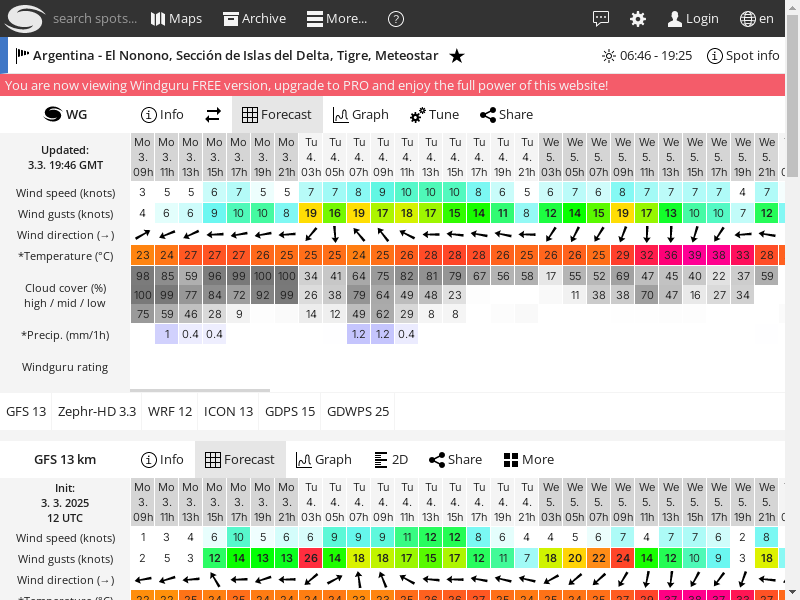 search spots... Maps Archive More... ? Login en
Argentina - El Nonono, Sección de Islas del Delta, Tigre, Meteostar ★ 06:46 - 19:25 Spot info
You are now viewing Windguru FREE version, upgrade to PRO and enjoy the full power of this website!
WG Info Forecast Graph Tune Share
Updated:
3.3. 19:46 GMT
Mo Mo Mo Mo Mo Mo Mo Tu Tu Tu Tu Tu Tu Tu Tu Tu Tu We We We We We We We We We We
3. 3. 3. 3. 3. 3. 3. 4. 4. 4. 4. 4. 4. 4. 4. 4. 4. 5. 5. 5. 5. 5. 5. 5. 5. 5. 5.
09h 11h 13h 15h 17h 19h 21h 03h 05h 07h 09h 11h 13h 15h 17h 19h 21h 03h 05h 07h 09h 11h 13h 15h 17h 19h 21h
Wind speed (knots) 3 5 5 6 7 5 5 7 7 8 9 10 10 10 8 6 5 6 7 6 8 7 7 7 7 4 7
Wind gusts (knots) 4 6 6 9 10 10 8 19 16 19 17 18 17 15 14 11 8 12 14 15 19 17 13 10 10 7 12
Wind direction (→)
*Temperature (°C) 23 24 27 27 27 26 25 25 25 24 25 26 28 28 28 26 25 26 26 25 29 32 36 39 38 33 28
Cloud cover (%)
high / mid / low
98 85 59 96 99 100 100 34 41 64 75 82 81 79 67 56 58 17 55 52 69 47 45 40 22 37 59
100 99 77 84 72 92 99 26 38 79 64 49 48 23 11 38 38 70 47 16 27 34
75 59 46 28 9 14 12 49 62 29 8 8
*Precip. (mm/1h) 1 0.4 0.4 1.2 1.2 0.4
Windguru rating
GFS 13 Zephr-HD 3.3 WRF 12 ICON 13 GDPS 15 GDWPS 25
GFS 13 km Info Forecast Graph 2D Share More
Init:
3. 3. 2025
12 UTC
Mo Mo Mo Mo Mo Mo Mo Tu Tu Tu Tu Tu Tu Tu Tu Tu Tu We We We We We We We We We We
3. 3. 3. 3. 3. 3. 3. 4. 4. 4. 4. 4. 4. 4. 4. 4. 4. 5. 5. 5. 5. 5. 5. 5. 5. 5. 5.
09h 11h 13h 15h 17h 19h 21h 03h 05h 07h 09h 11h 13h 15h 17h 19h 21h 03h 05h 07h 09h 11h 13h 15h 17h 19h 21h
Wind speed (knots) 1 3 4 6 10 5 6 6 9 9 9 11 12 12 8 6 4 4 5 6 7 4 7 7 6 2 8
Wind gusts (knots) 2 5 3 12 14 13 13 26 14 18 18 17 15 17 12 11 7 18 20 22 24 14 12 10 9 3 18
Wind direction (→)